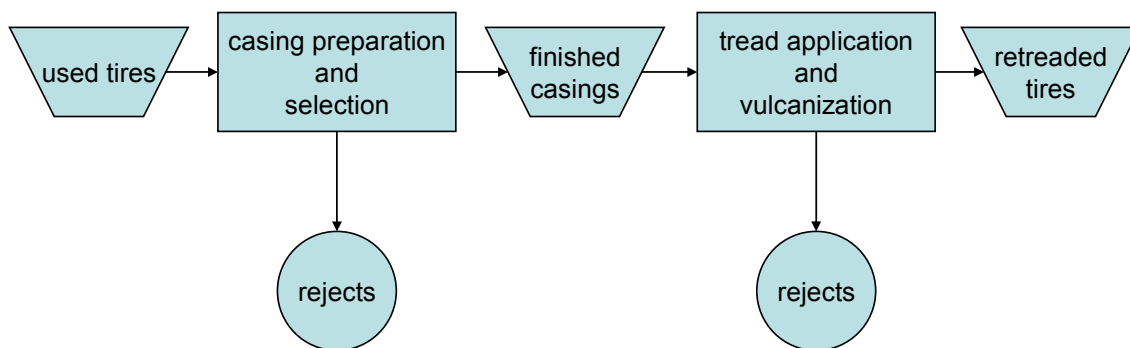 used tires
casing preparation
and
selection
finished
casings
tread application
and
vulcanization
retreaded
tires
rejects
rejects